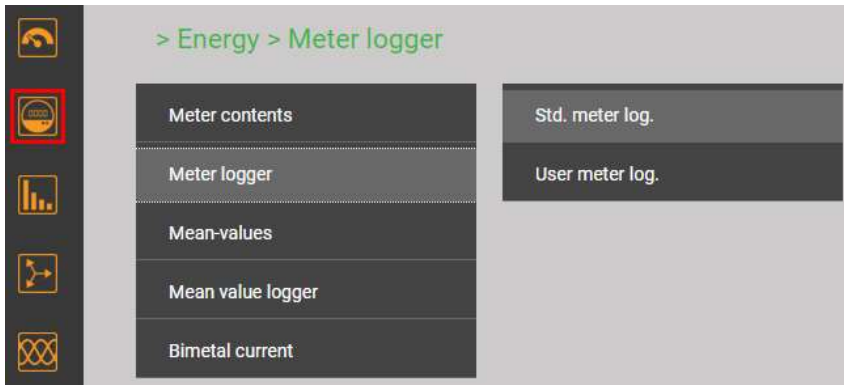 > Energy > Meter logger
Meter contents
Meter logger
Mean-values
Mean value logger
Bimetal current
Std. meter log.
User meter log.